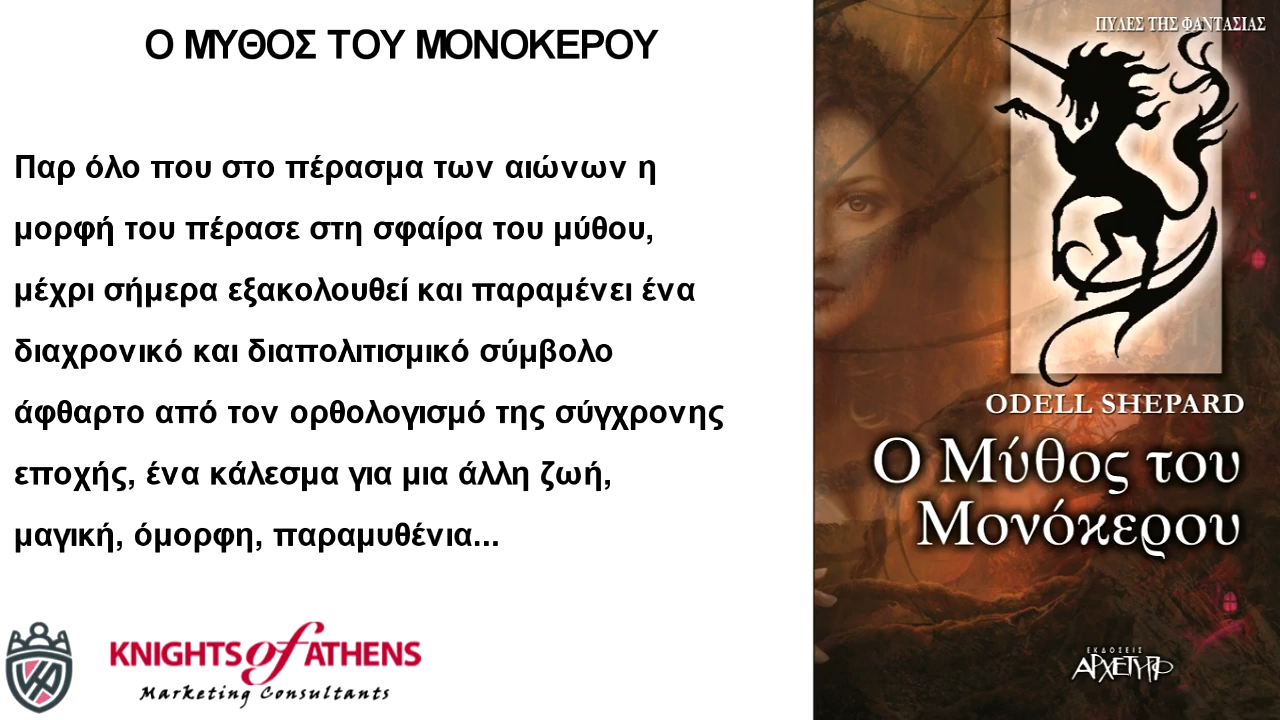 Ο ΜΥΘΟΣ ΤΟΥ ΜΟΝΟΚΕΡΟΥ
Παρ όλο που στο πέρασμα των αιώνων η
μορφή του πέρασε στη σφαίρα του μύθου,
μέχρι σήμερα εξακολουθεί και παραμένει ένα
διαχρονικό και διαπολιτισμικό σύμβολο
άφθαρτο από τον ορθολογισμό της σύγχρονης
εποχής, ένα κάλεσμα για μια άλλη ζωή,
μαγική, όμορφη, παραμυθένια...
KNIGHTS of ATHENS
Marketing Consultants
ΠΥΛΕΣ ΤΗΣ ΦΑΝΤΑΣΙΑΣ
ODELL SHEPARD
Ο Μύθος του
Μονόκερου
ΕΚΔΟΣΕΙΣ
ΑΡΧΕΤΥΠΟ